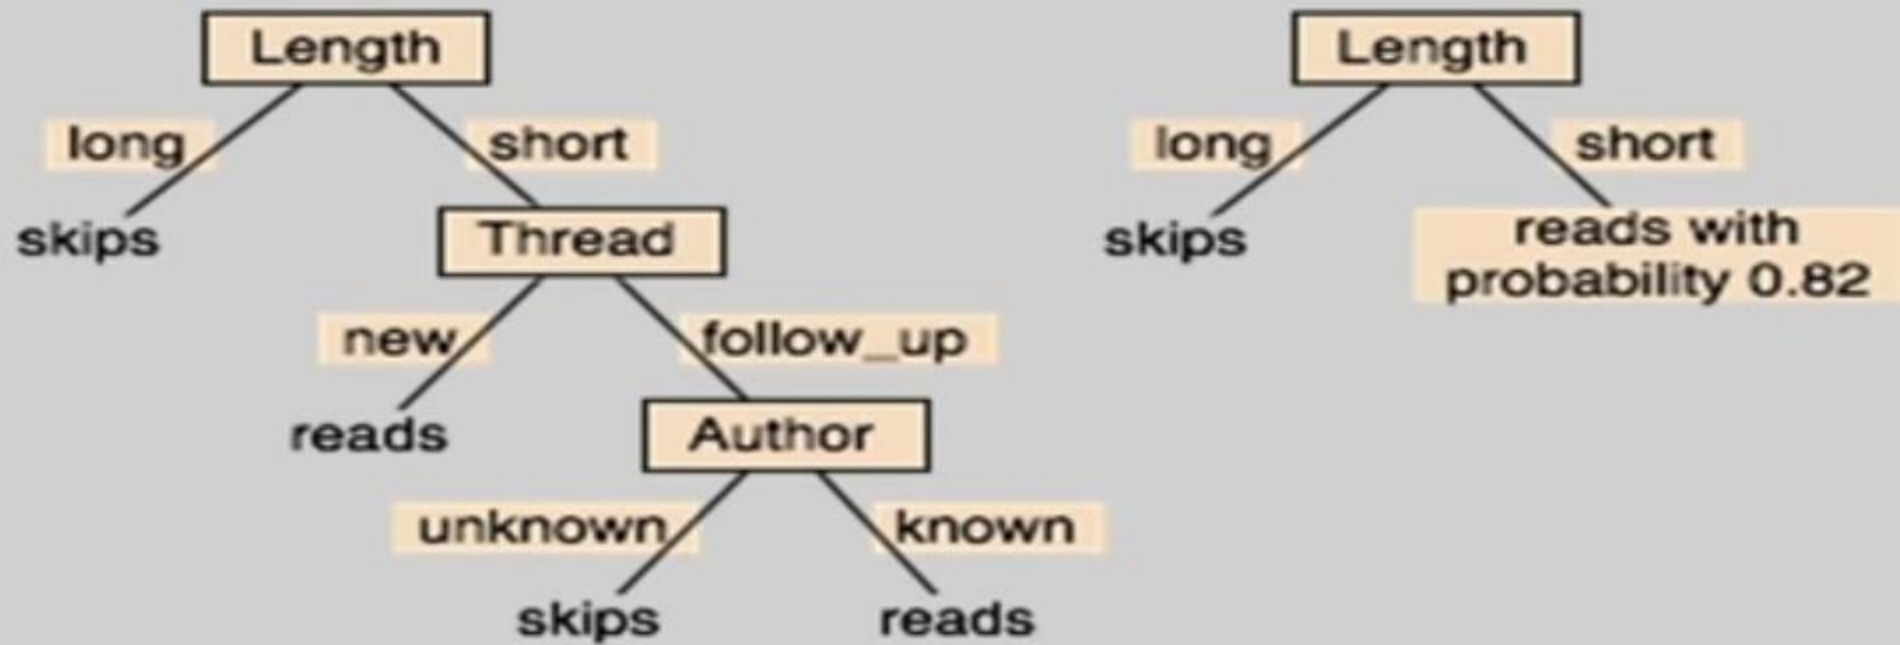 Length
long
short
skips
Thread
new
follow_up
reads
Author
unknown
known
skips
reads
Length
long
short
skips
reads with
probability 0.82